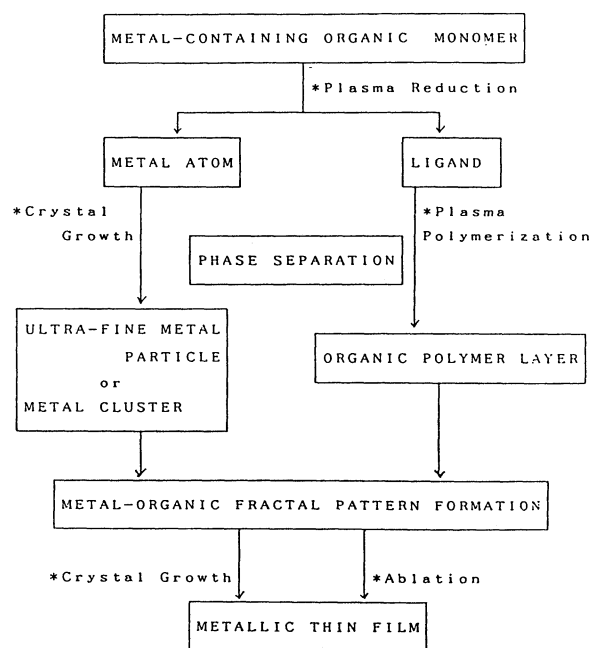 METAL-CONTAINING ORGANIC MONOMER
*Plasma Reduction
METAL ATOM
LIGAND
*Crystal
Growth
*Plasma
Polymerization
PHASE SEPARATION
ULTRA-FINE METAL
PARTICLE
or
METAL CLUSTER
ORGANIC POLYMER LAYER
METAL-ORGANIC FRACTAL PATTERN FORMATION
*Crystal Growth
*Ablation
METALLIC THIN FILM